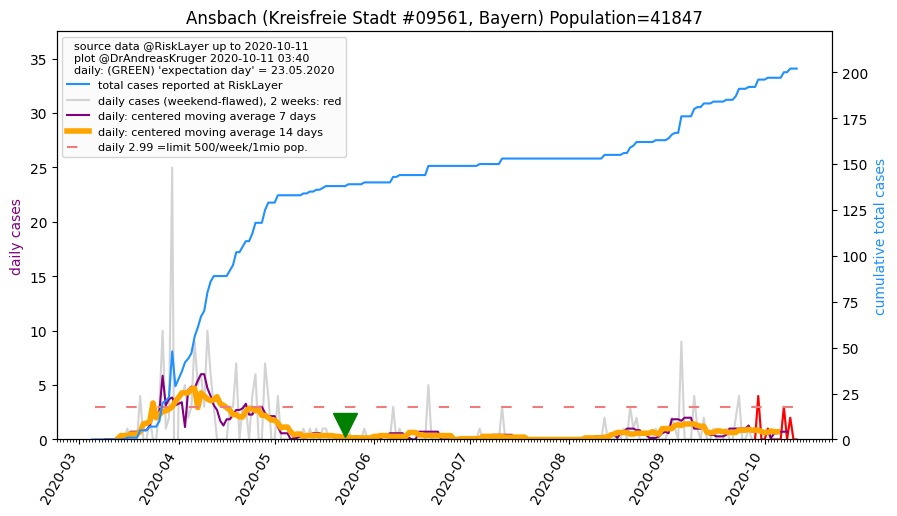 Ansbach (Kreisfreie Stadt #09561, Bayern) Population=41847
source data @RiskLayer up to 2020-10-11
plot @DrAndreasKruger 2020-10-11 03:40
daily: (GREEN) 'expectation day' = 23.05.2020
total cases reported at RiskLayer
daily cases (weekend-flawed), 2 weeks: red
daily: centered moving average 7 days
daily: centered moving average 14 days
daily 2.99 =limit 500/week/1mio pop.
daily cases
35
30
25
20
15
10
5
0
cumulative total cases
200
175
150
125
100
75
50
25
0
2020-03
2020-04
2020-05
2020-06
2020-07
2020-08
2020-09
2020-10